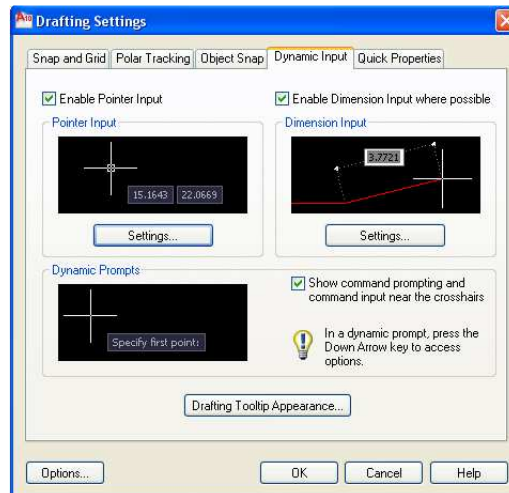 A10 Drafting Settings
Snap and Grid Polar Tracking Object Snap Dynamic Input Quick Properties
Enable Pointer Input
Enable Dimension Input where possible
Pointer Input
Dimension Input
15.1643 22.0669
3.7721
Settings...
Settings...
Dynamic Prompts
Show command prompting and
command input near the crosshairs
Specify first point:
In a dynamic prompt, press the
Down Arrow key to access
options.
Drafting Tooltip Appearance...
Options... OK Cancel Help